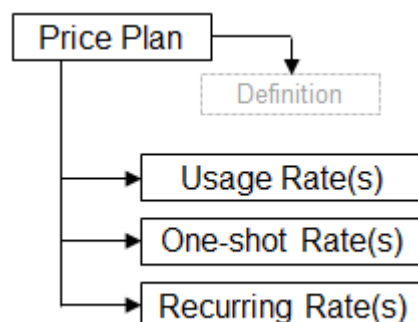 Price Plan
Definition
Usage Rate(s)
One-shot Rate(s)
Recurring Rate(s)